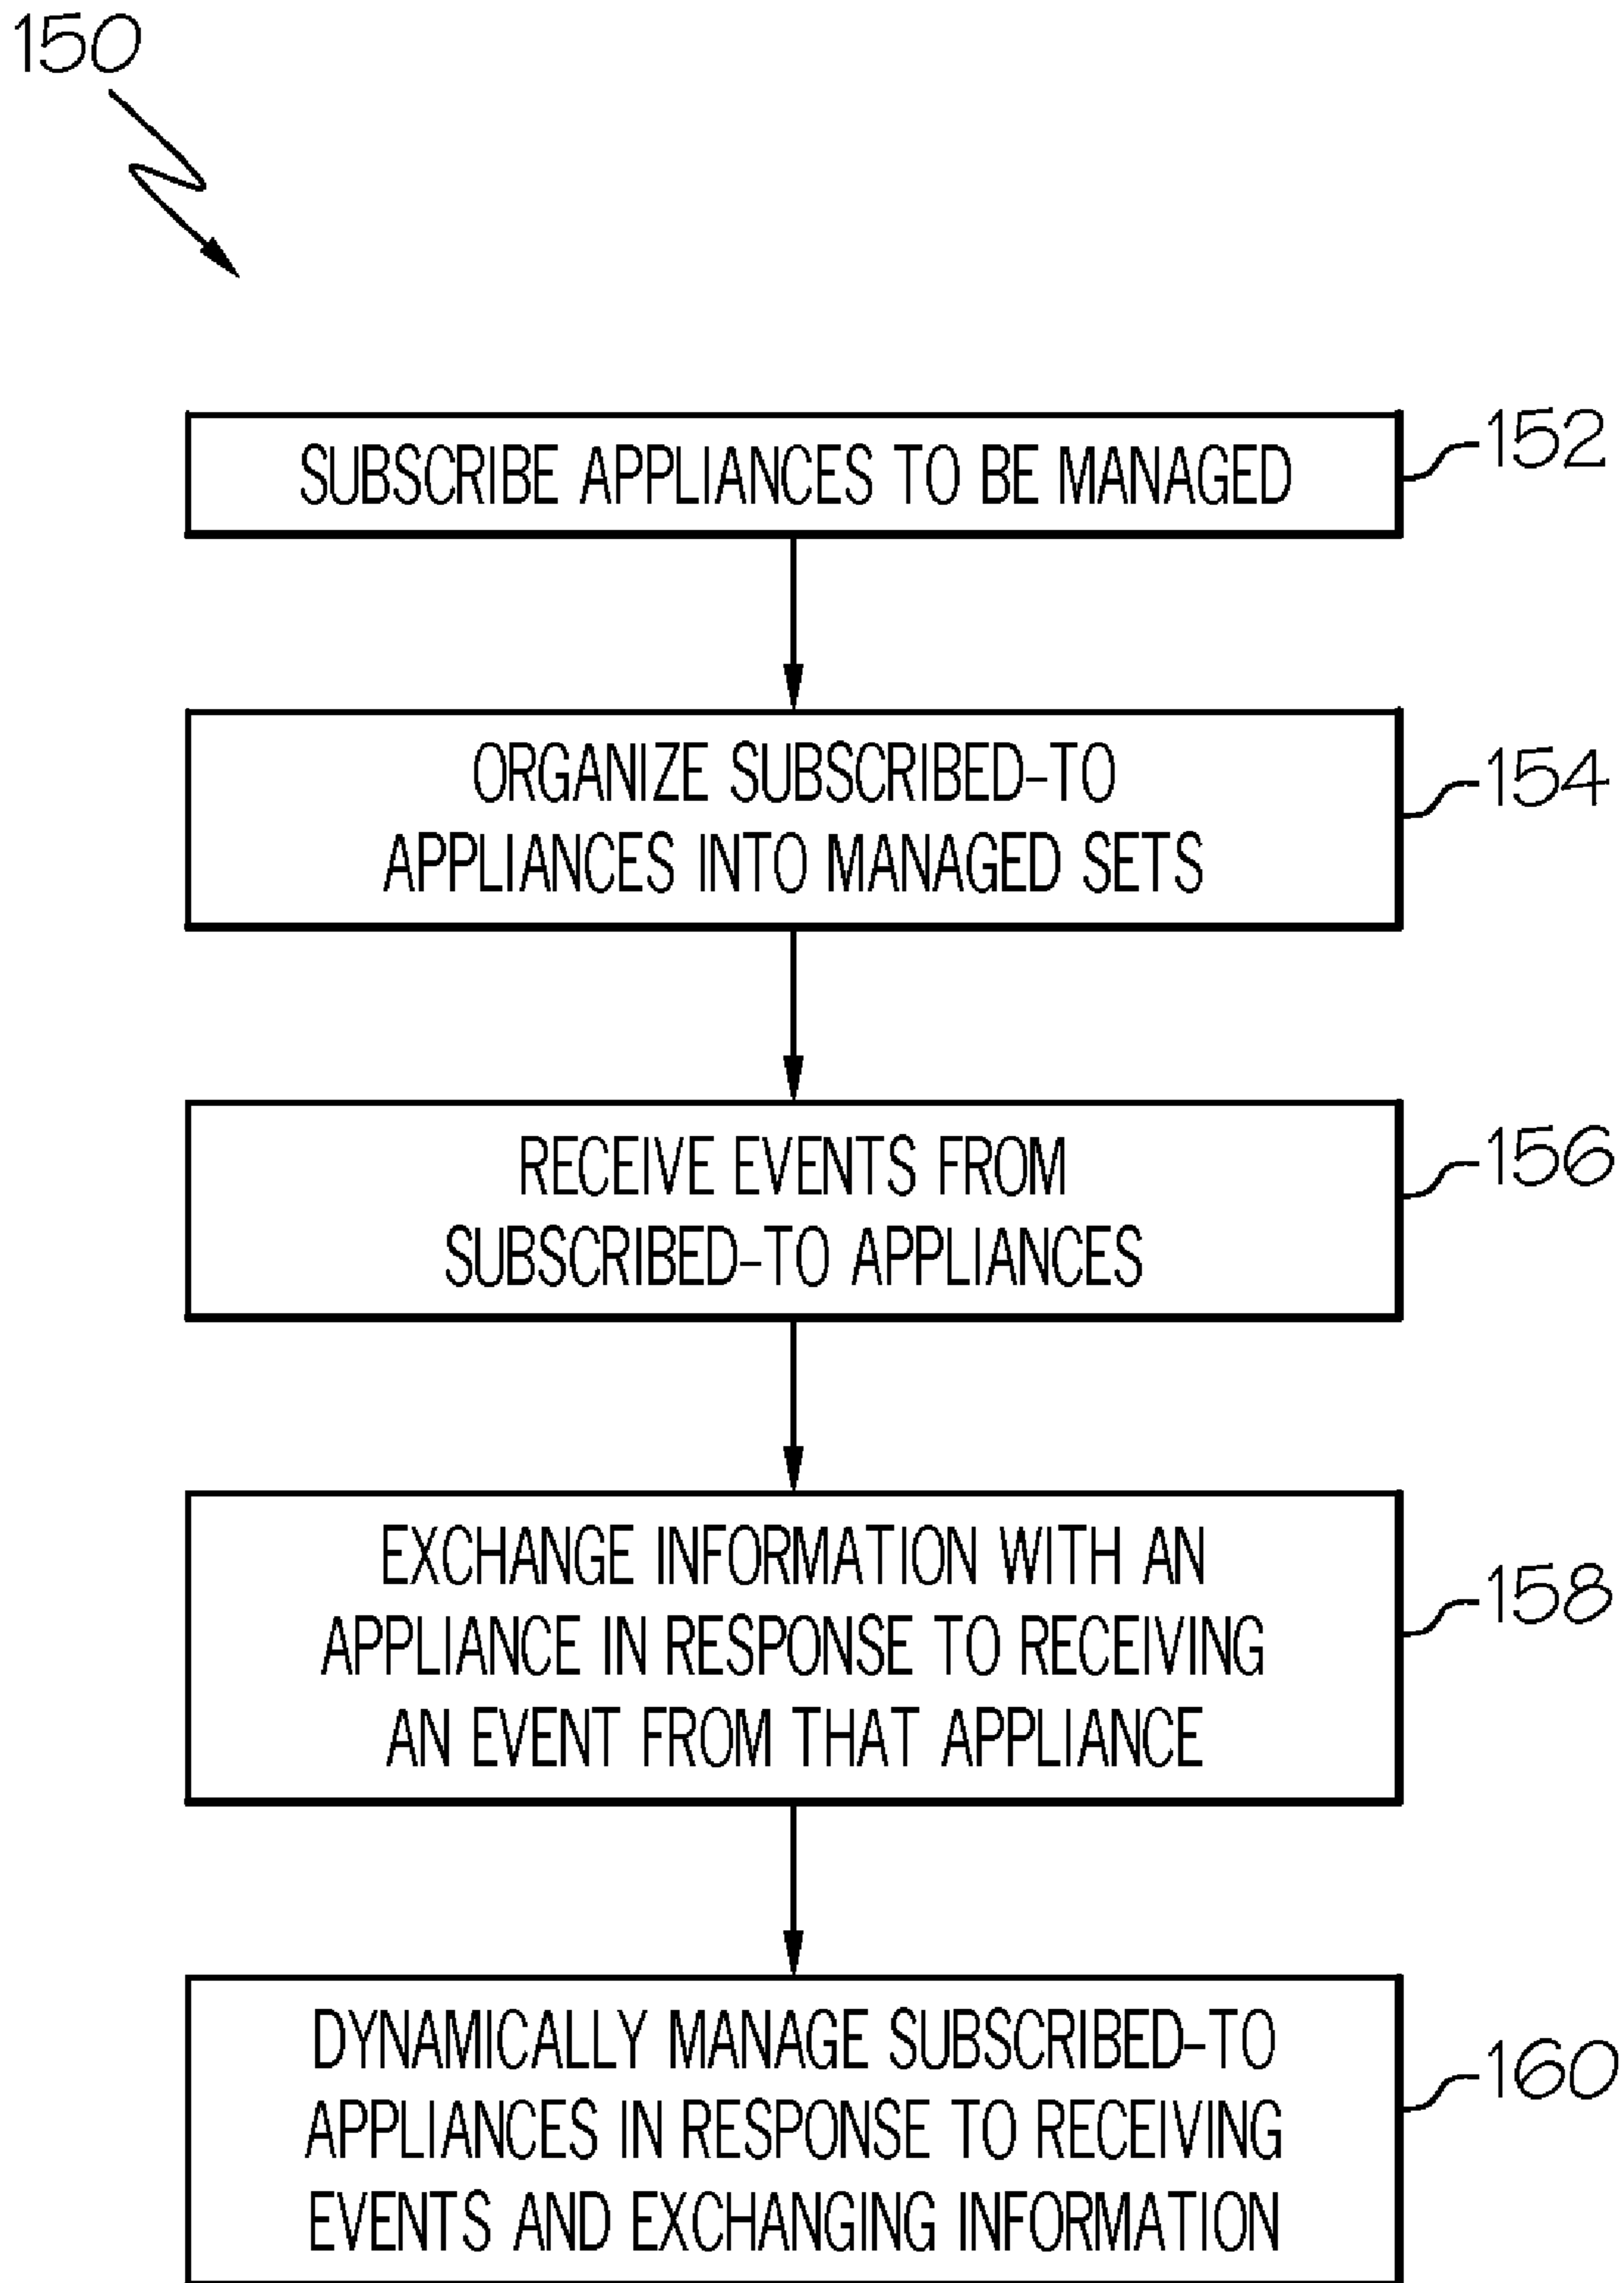 150
SUBSCRIBE APPLIANCES TO BE MANAGED
152
ORGANIZE SUBSCRIBED-TO
APPLIANCES INTO MANAGED SETS
154
RECEIVE EVENTS FROM
SUBSCRIBED-TO APPLIANCES
156
EXCHANGE INFORMATION WITH AN
APPLIANCE IN RESPONSE TO RECEIVING
AN EVENT FROM THAT APPLIANCE
158
DYNAMICALLY MANAGE SUBSCRIBED-TO
APPLIANCES IN RESPONSE TO RECEIVING
EVENTS AND EXCHANGING INFORMATION
160